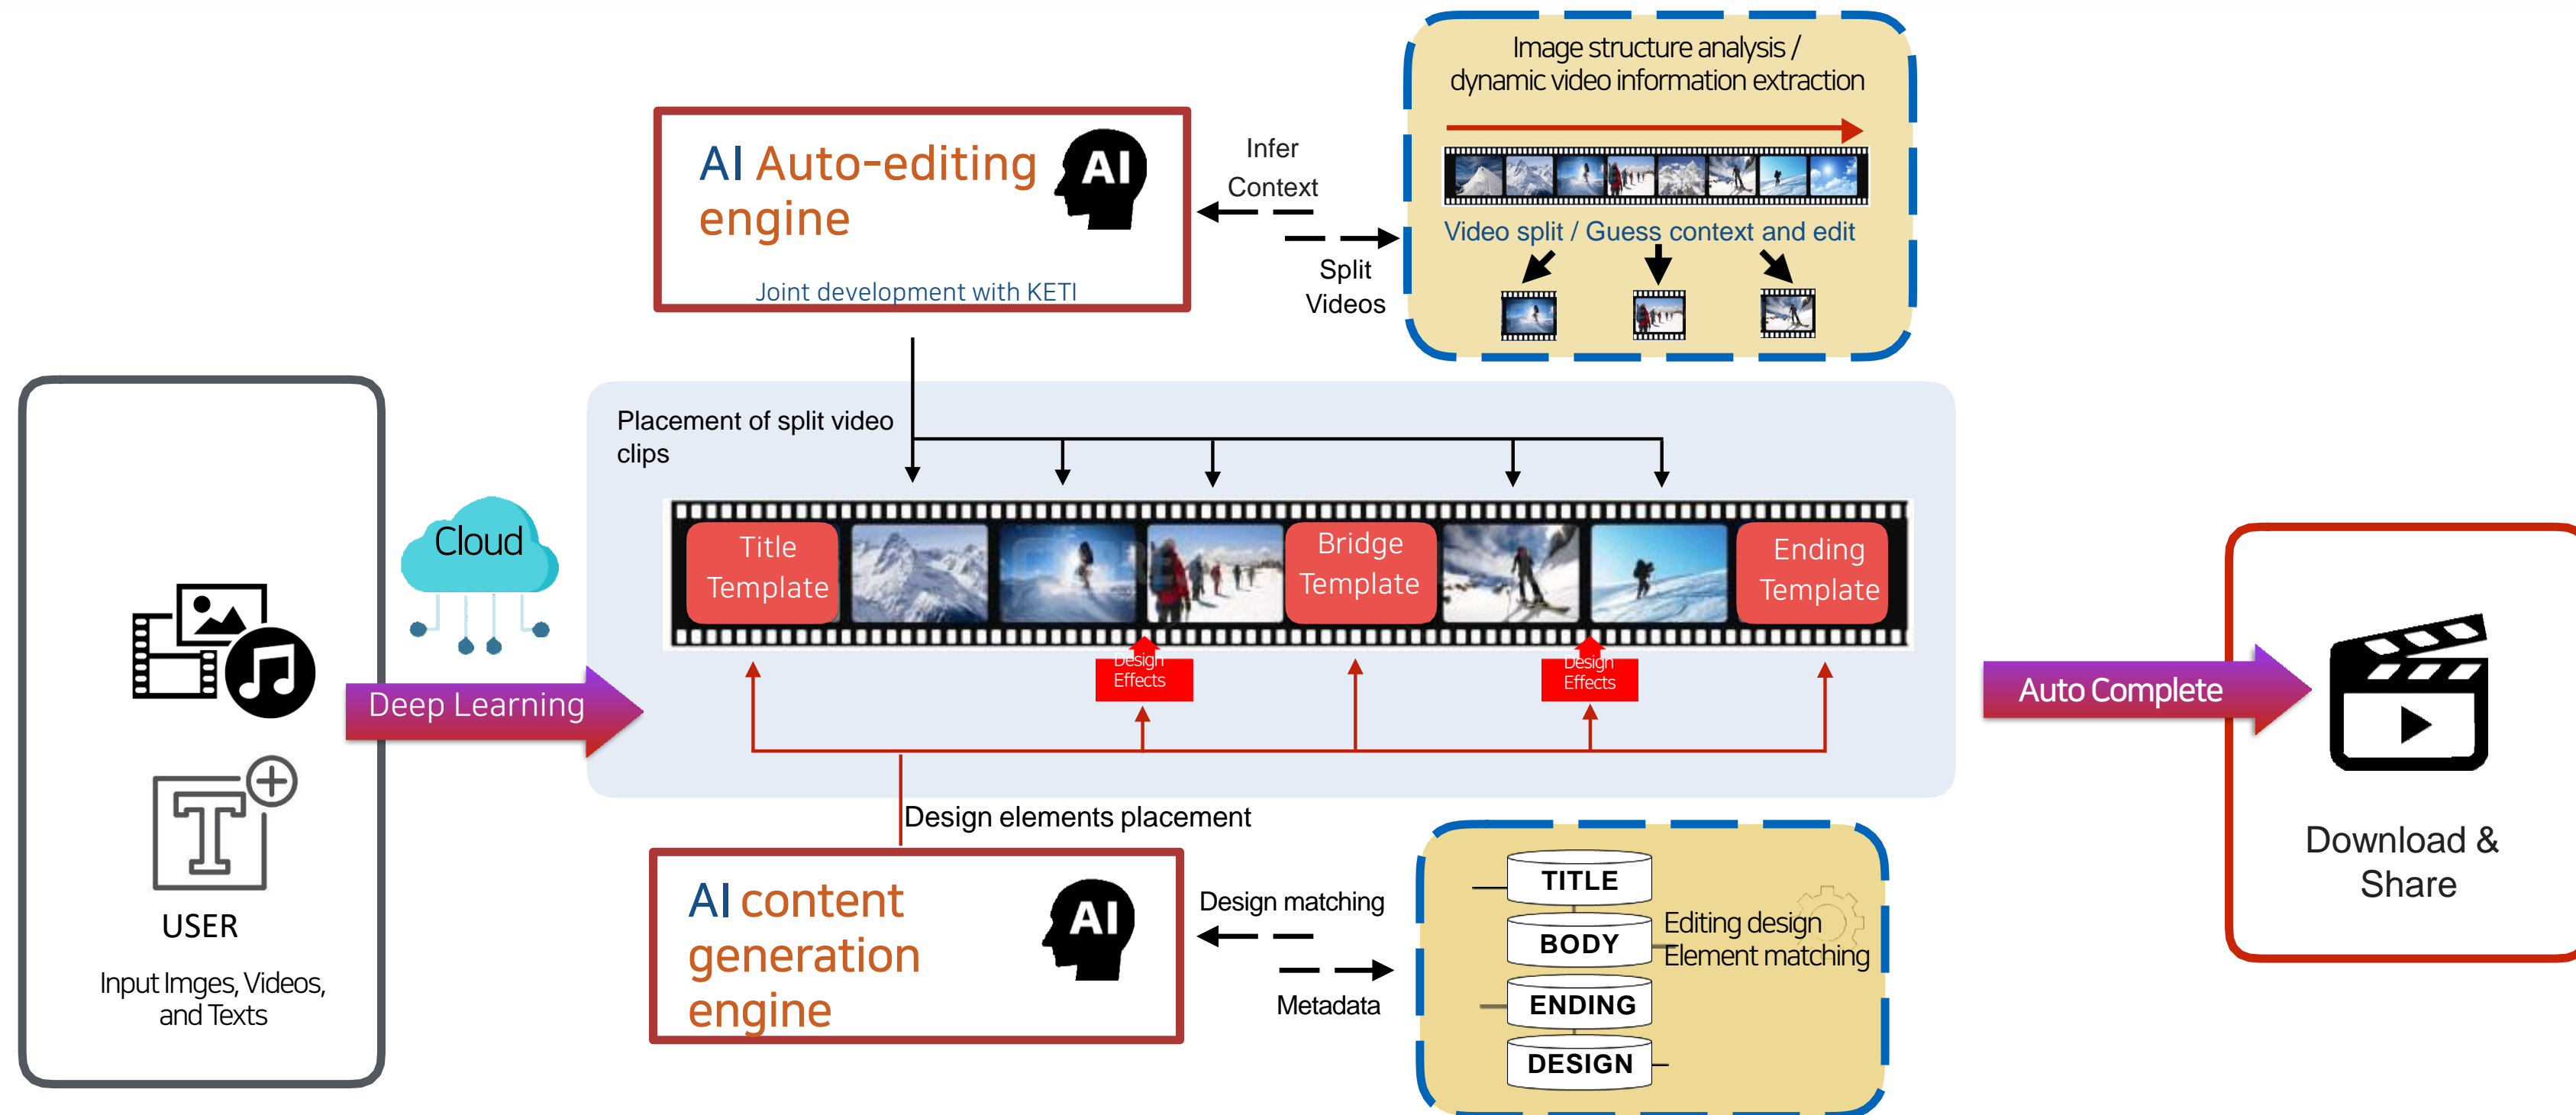 Image structure analysis /
dynamic video information extraction
AI Auto-editing
engine
AI
Joint development with KETI
Infer
Context
Split
Videos
Video split / Guess context and edit
Placement of split video
clips
Cloud
Deep Learning
Title
Template
Bridge
Template
Ending
Template
Design
Effects
Design
Effects
Auto Complete
T
USER
Input Imges, Videos,
and Texts
Design elements placement
AI content
generation
engine
AI
Design matching
Metadata
TITLE
BODY
ENDING
DESIGN
Editing design
Element matching
Download &
Share